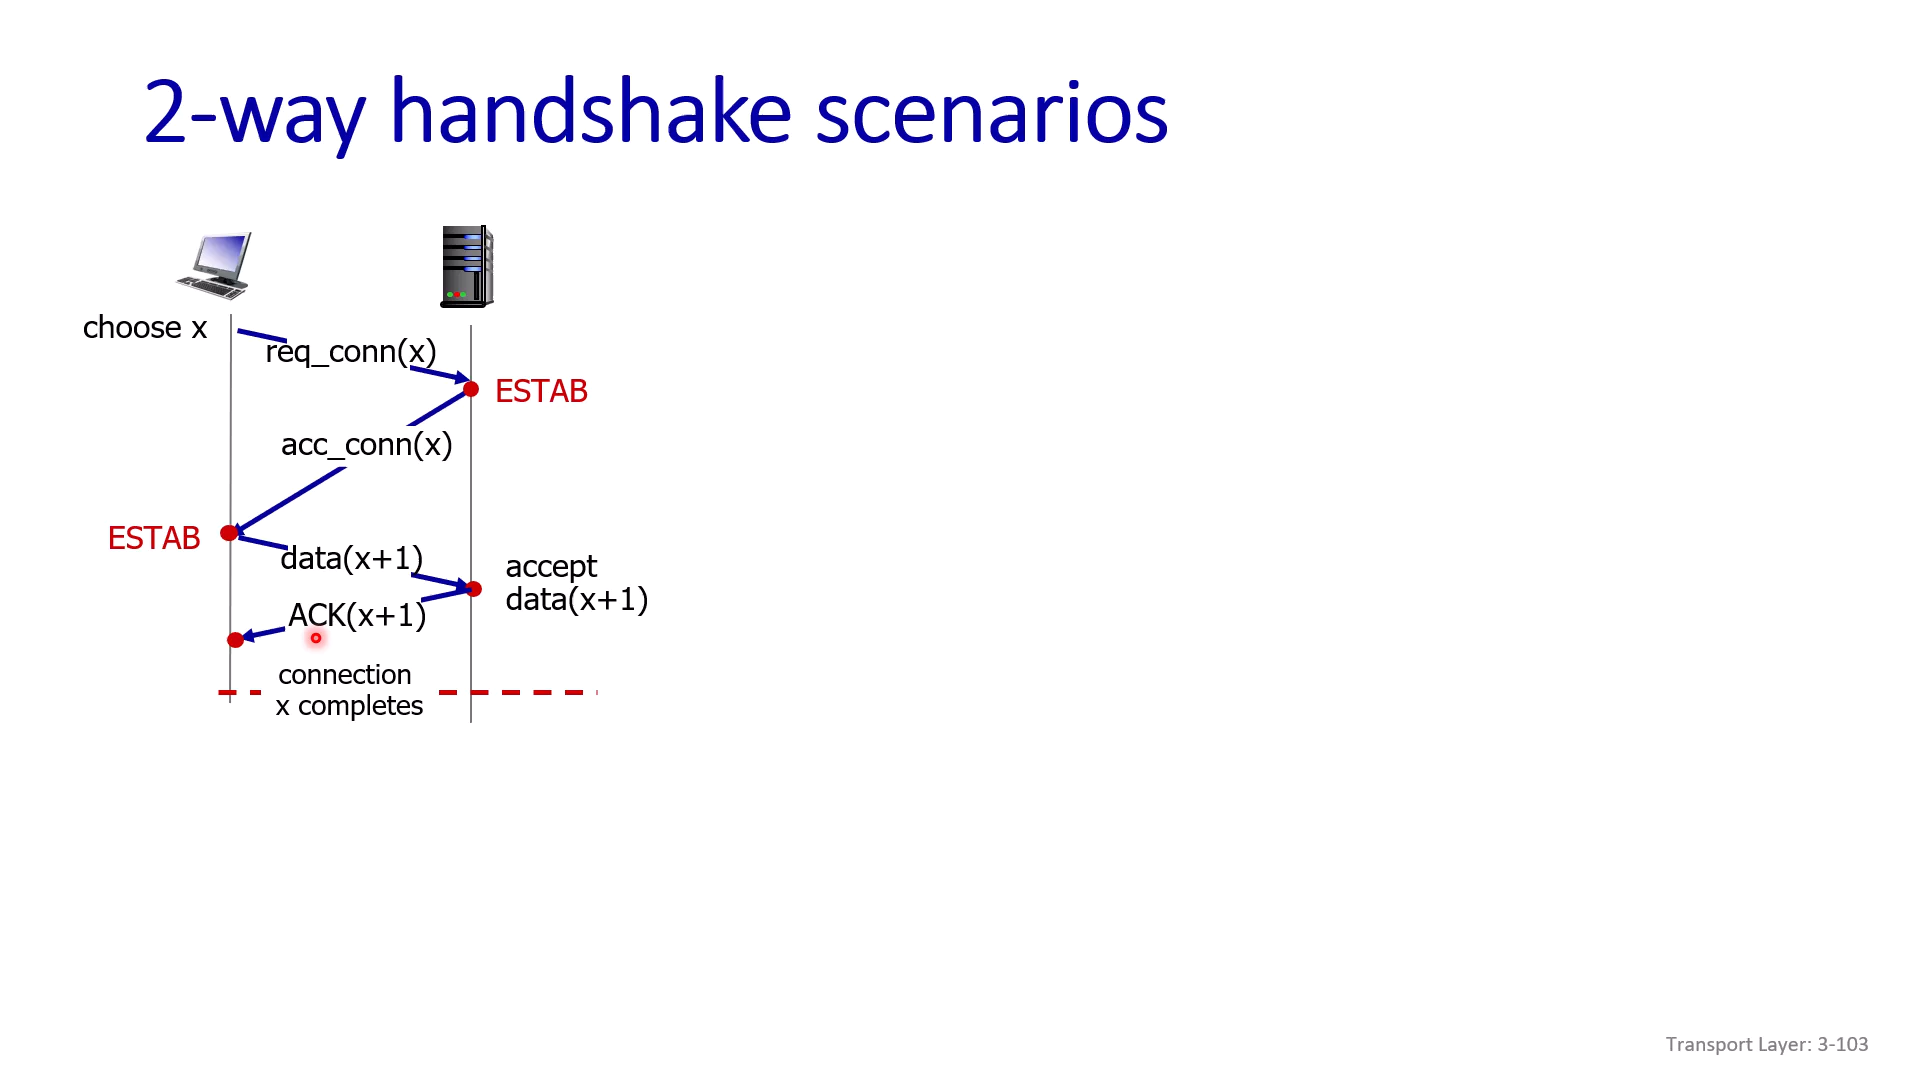 2-way handshake scenarios
choose x
req_conn(x)
ESTAB
acc_conn(x)
ESTAB
data(x+1)
accept
data(x+1)
ACK(x+1)
connection
x completes
Transport Layer: 3-103